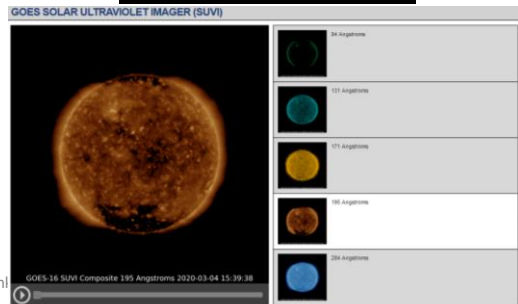 GOES SOLAR ULTRAVIOLET IMAGER (SUVI)
94 Angstroms
131 Angstroms
171 Angstroms
195 Angstroms
284 Angstroms
GOES-16 SUVI Composite 195 Angstroms 2020-03-04 15:39:38